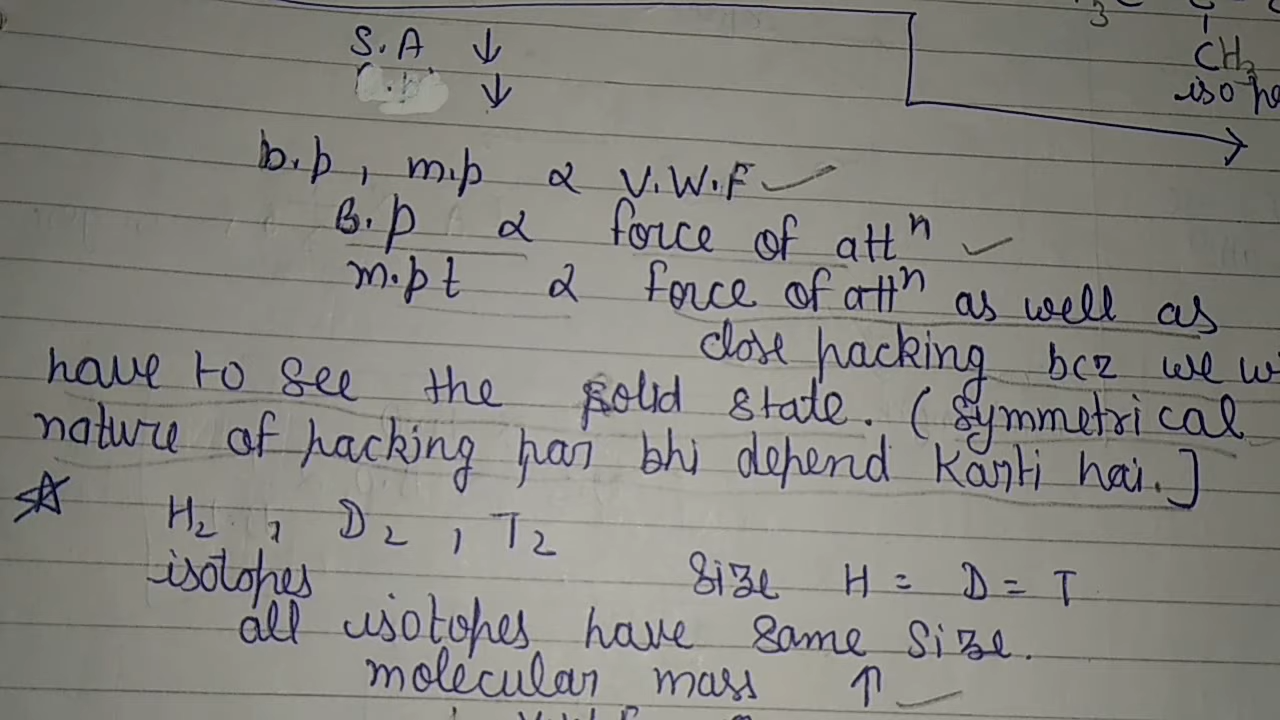 3
S.A ↓
↓
CH3
b.p, m.p ∝ V.W.F ✓
B.p ∝ force of attⁿ ✓
m.pt ∝ force of attⁿ as well as
close packing bcz we
have to see the solid state. (symmetrical
nature of packing par bhi depend Karti hai.]
☆ H2, D2, T2
isotopes size H = D = T
all isotopes have same size.
molecular mass ↑